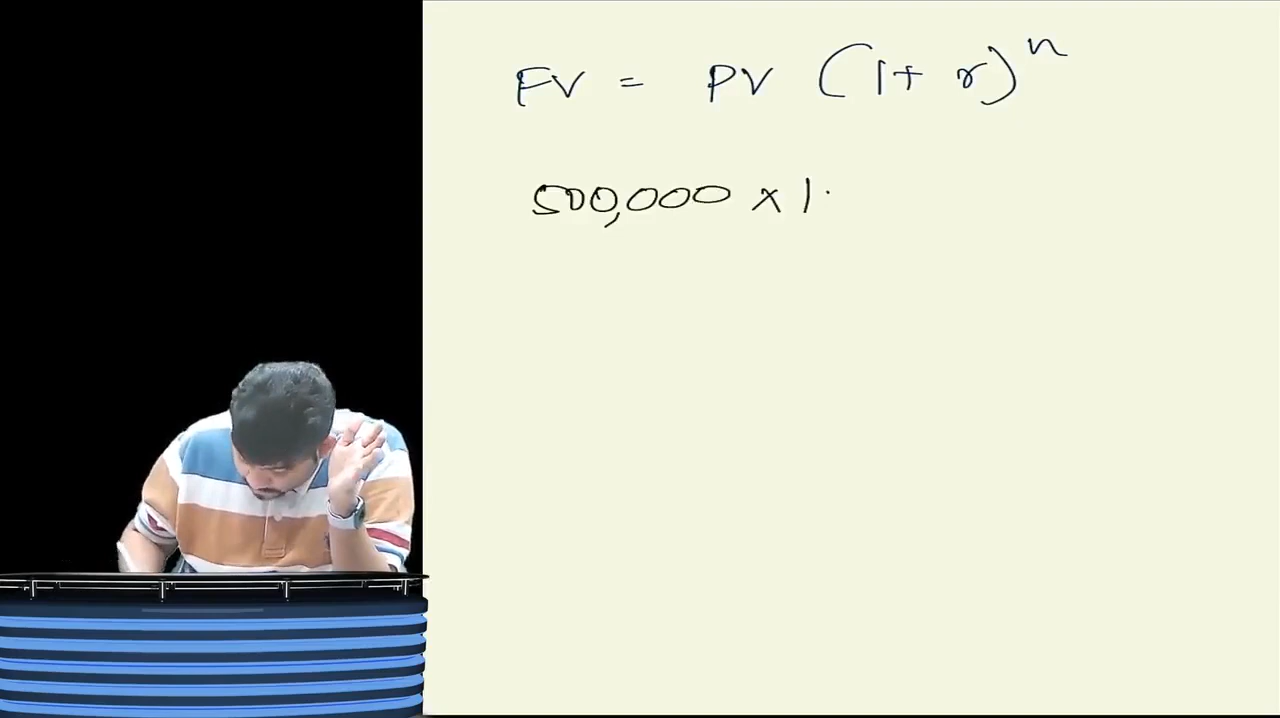 FV = PV (1+ r)^n
500,000 × 1.